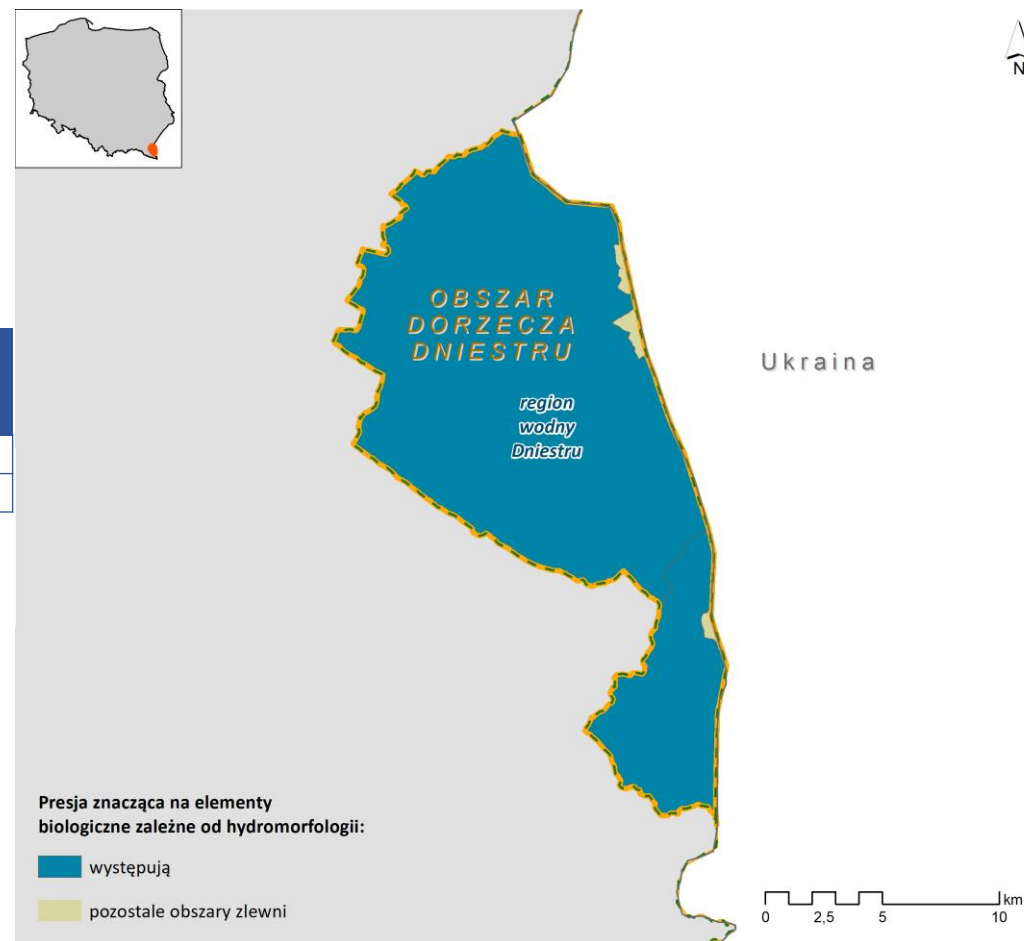 N
OBSZAR
DORZECZA
DNIESTRU
Ukraina
region
wodny
Dniestru
Presja znacząca na elementy
biologiczne zależne od hydromorfologii:
występują
pozostałe obszary zlewni
km
0 2,5 5 10